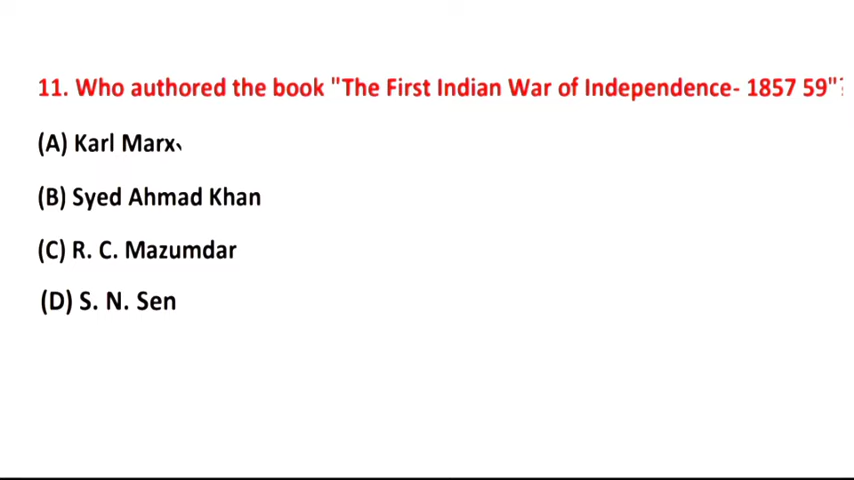 11. Who authored the book "The First Indian War of Independence- 1857 59"?
(A) Karl Marx
(B) Syed Ahmad Khan
(C) R. C. Mazumdar
(D) S. N. Sen